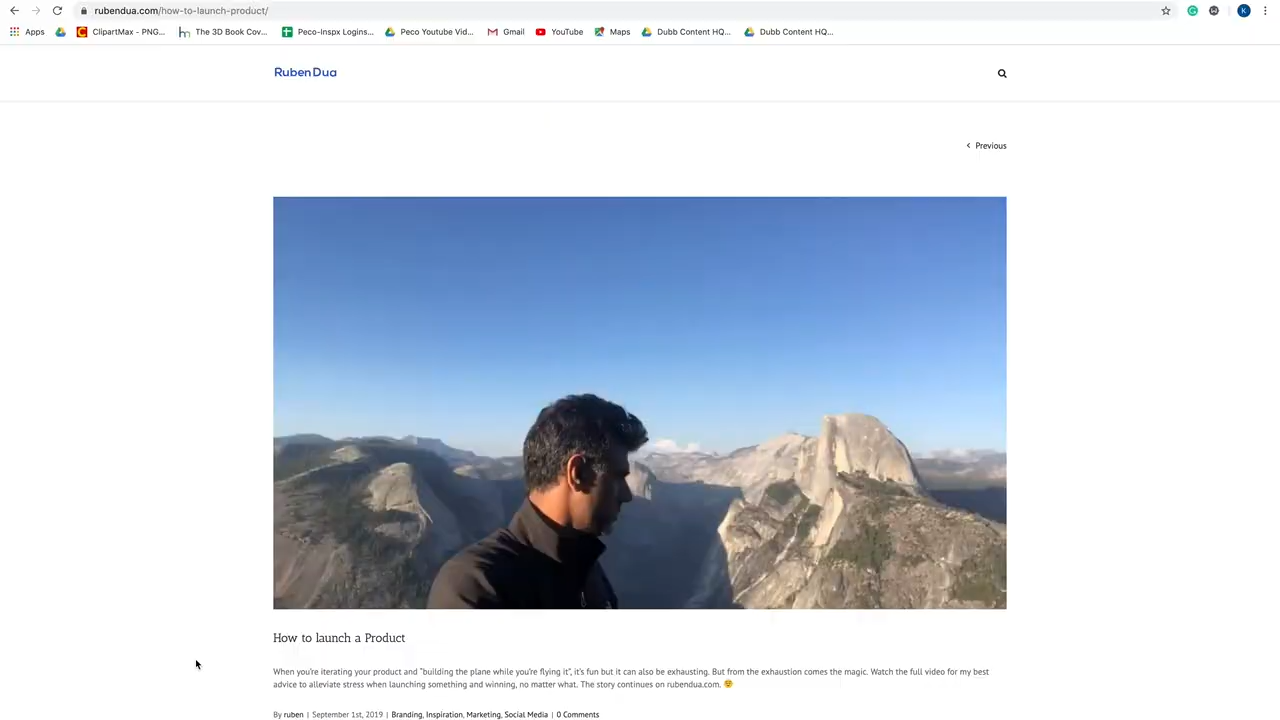 rubendua.com/how-to-launch-product/
Apps
ClipartMax - PNG...
The 3D Book Cov...
Peco-Inspx Logins...
Peco Youtube Vid...
Gmail
YouTube
Maps
Dubb Content HQ...
Dubb Content HQ...
K
Ruben Dua
< Previous
How to launch a Product
When you're iterating your product and "building the plane while you're flying it", it's fun but it can also be exhausting. But from the exhaustion comes the magic. Watch the full video for my best
advice to alleviate stress when launching something and winning, no matter what. The story continues on rubendua.com. 🤗
By ruben | September 1st, 2019 | Branding, Inspiration, Marketing, Social Media | 0 Comments